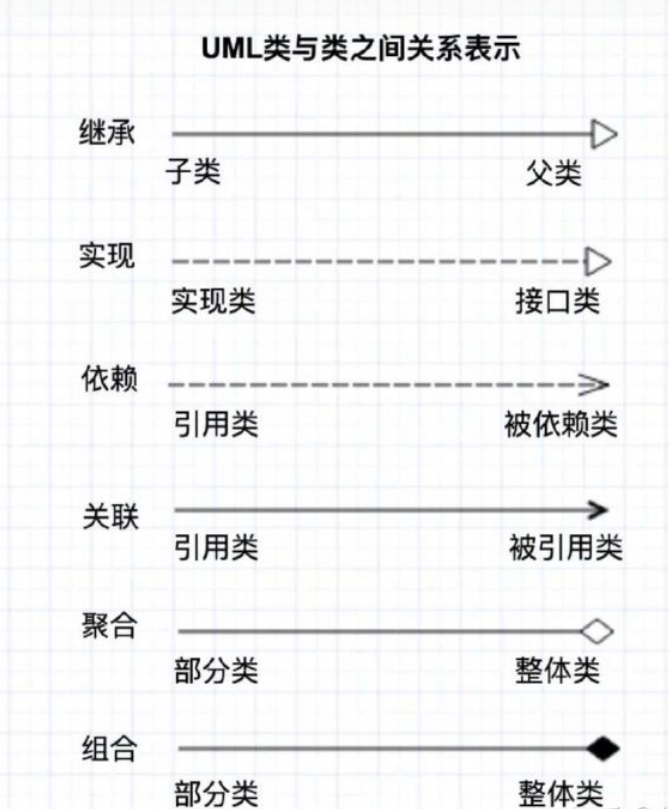 UML类与类之间关系表示
继承
子类 父类
实现
实现类 接口类
依赖
引用类 被依赖类
关联
引用类 被引用类
聚合
部分类 整体类
组合
部分类 整体类